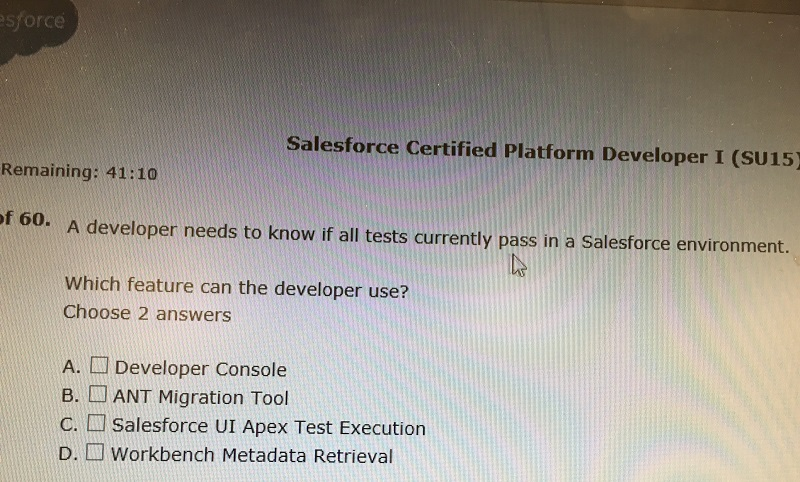 esforce
Salesforce Certified Platform Developer I (SU15)
Remaining: 41:10
of 60. A developer needs to know if all tests currently pass in a Salesforce environment.
Which feature can the developer use?
Choose 2 answers
A. Developer Console
B. ANT Migration Tool
C. Salesforce UI Apex Test Execution
D. Workbench Metadata Retrieval